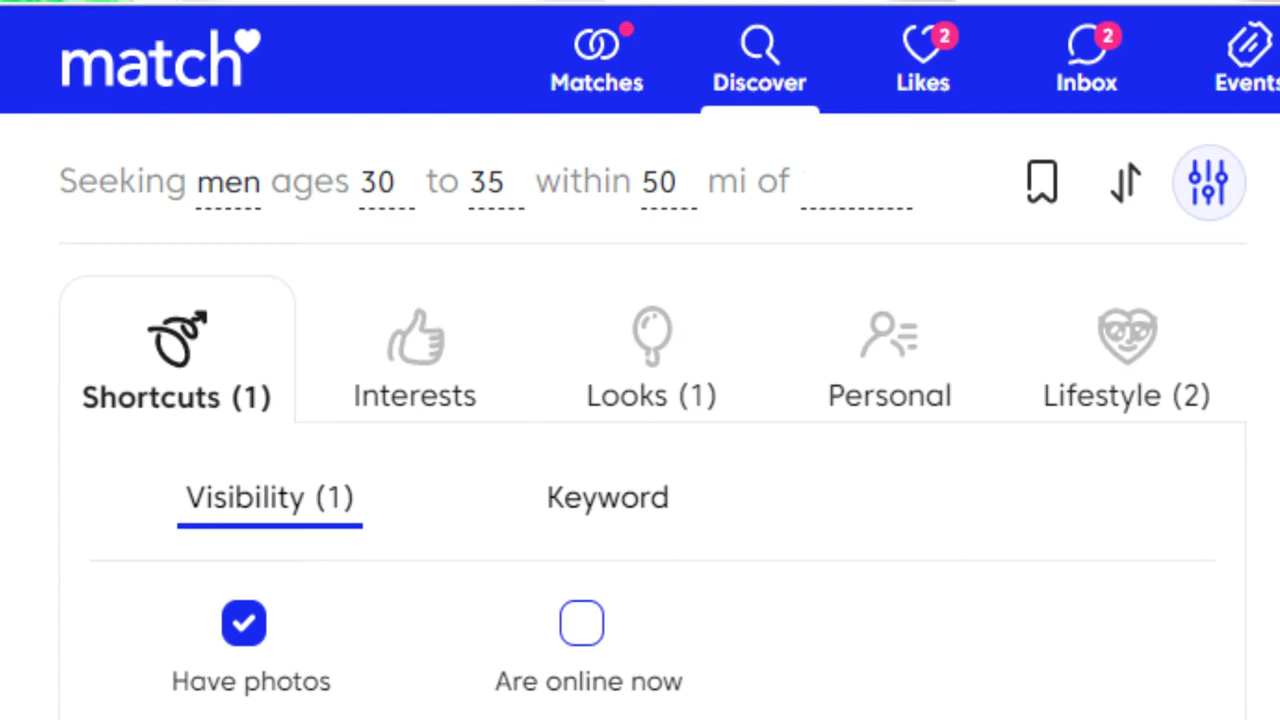 match
Matches
Discover
2
Likes
2
Inbox
Events
Seeking men ages 30 to 35 within 50 mi of
Shortcuts (1)
Interests
Looks (1)
Personal
Lifestyle (2)
Visibility (1)
Keyword
Have photos
Are online now